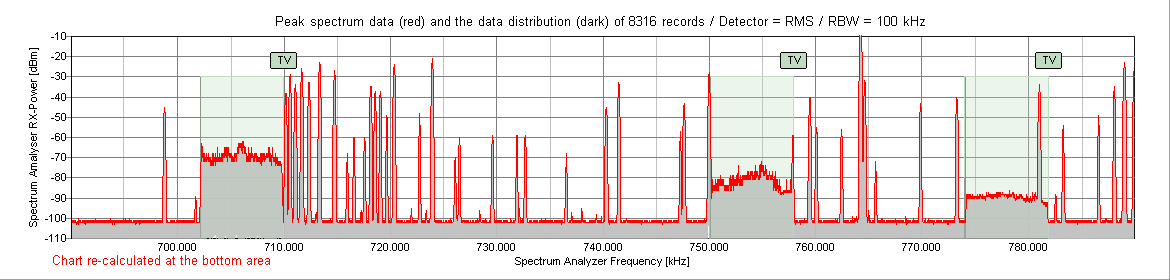 Peak spectrum data (red) and the data distribution (dark) of 8316 records / Detector = RMS / RBW = 100 kHz
Spectrum Analyser RX-Power [dBm]
-10
-20
-30
-40
-50
-60
-70
-80
-90
-100
-110
TV TV TV
700.000 710.000 720.000 730.000 740.000 750.000 760.000 770.000 780.000
Chart re-calculated at the bottom area
Spectrum Analyzer Frequency [kHz]